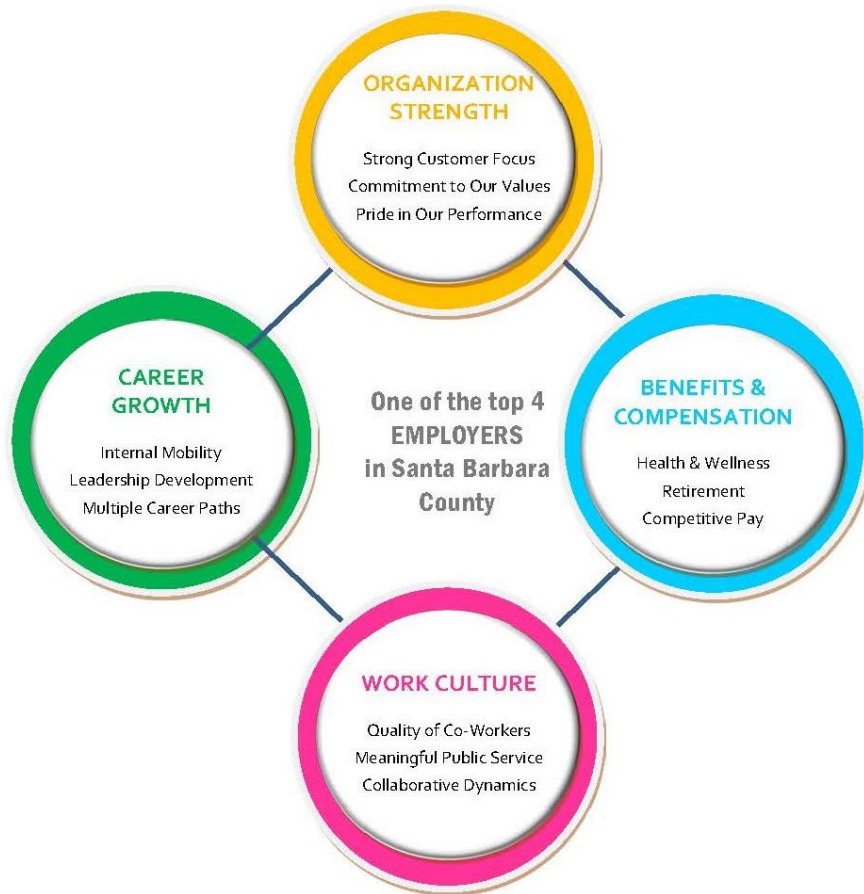 ORGANIZATION
STRENGTH
Strong Customer Focus
Commitment to Our Values
Pride in Our Performance
CAREER
GROWTH
Internal Mobility
Leadership Development
Multiple Career Paths
One of the top 4
EMPLOYERS
in Santa Barbara
County
BENEFITS &
COMPENSATION
Health & Wellness
Retirement
Competitive Pay
WORK CULTURE
Quality of Co-Workers
Meaningful Public Service
Collaborative Dynamics